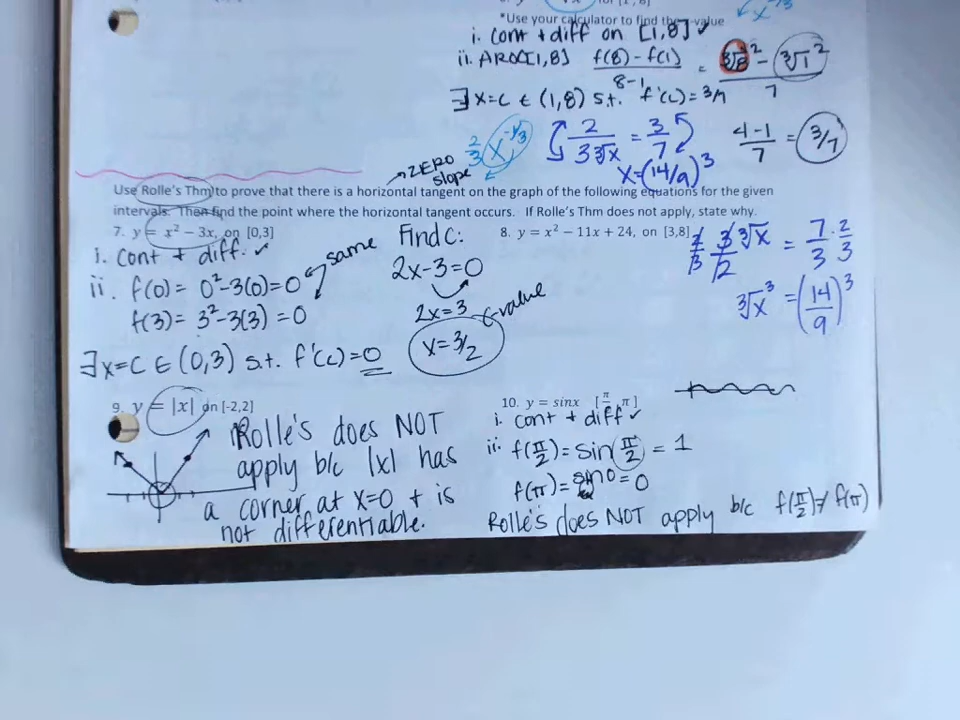 *Use your calculator to find the -value
i. cont + diff on [1,8] ✓
ii. AROC[1,8] f(8) - f(1) / 8-1 = ∛8² - ∛1² / 7
∃ x=c ∈ (1,8) s.t. f'(c) = 3/7
4-1 / 7 = 3/7
2/3 x^-1/3
2 / 3∛x = 3/7
x = (14/9)³
→ ZERO slope
Use Rolle's Thm to prove that there is a horizontal tangent on the graph of the following equations for the given
intervals. Then find the point where the horizontal tangent occurs. If Rolle's Thm does not apply, state why.
7. y = x² − 3x, on [0,3]
i. cont + diff. ✓
ii. f(0) = 0² - 3(0) = 0
f(3) = 3² - 3(3) = 0
same
∃ x=c ∈ (0,3) s.t. f'(c) = 0
Find c:
2x-3=0
2x=3
x=3/2
c-value
8. y = x² − 11x + 24, on [3,8]
3∛x / 2 = 7/3 · 2/3
∛x³ = (14/9)³
9. y = |x| on [-2,2]
Rolle's does NOT
apply b/c |x| has
a corner at x=0 + is
not differentiable.
10. y = sinx [π/2, π]
i. cont + diff ✓
ii. f(π/2) = sin(π/2) = 1
f(π) = = 0
Rolle's does NOT apply b/c f(π/2) ≠ f(π)